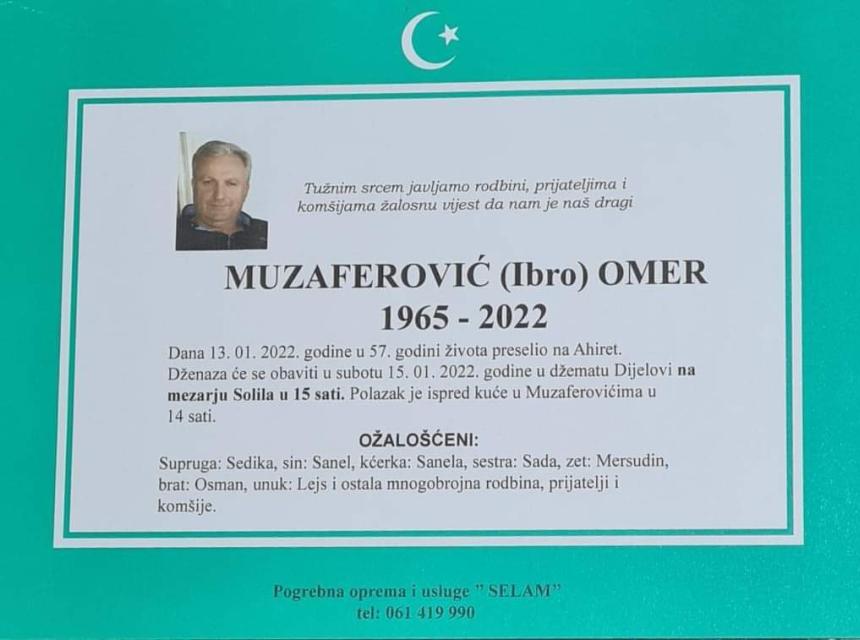 Tužnim srcem javljamo rodbini, prijateljima i
komšijama žalosnu vijest da nam je naš dragi
MUZAFEROVIĆ (Ibro) OMER
1965 - 2022
Dana 13. 01. 2022. godine u 57. godini života preselio na Ahiret.
Dženaza će se obaviti u subotu 15. 01. 2022. godine u džematu Dijelovi na
mezarju Solila u 15 sati. Polazak je ispred kuće u Muzaferovićima u
14 sati.
OŽALOŠĆENI:
Supruga: Sedika, sin: Sanel, kćerka: Sanela, sestra: Sada, zet: Mersudin,
brat: Osman, unuk: Lejs i ostala mnogobrojna rodbina, prijatelji i
komšije.
Pogrebna oprema i usluge ” SELAM”
tel: 061 419 990